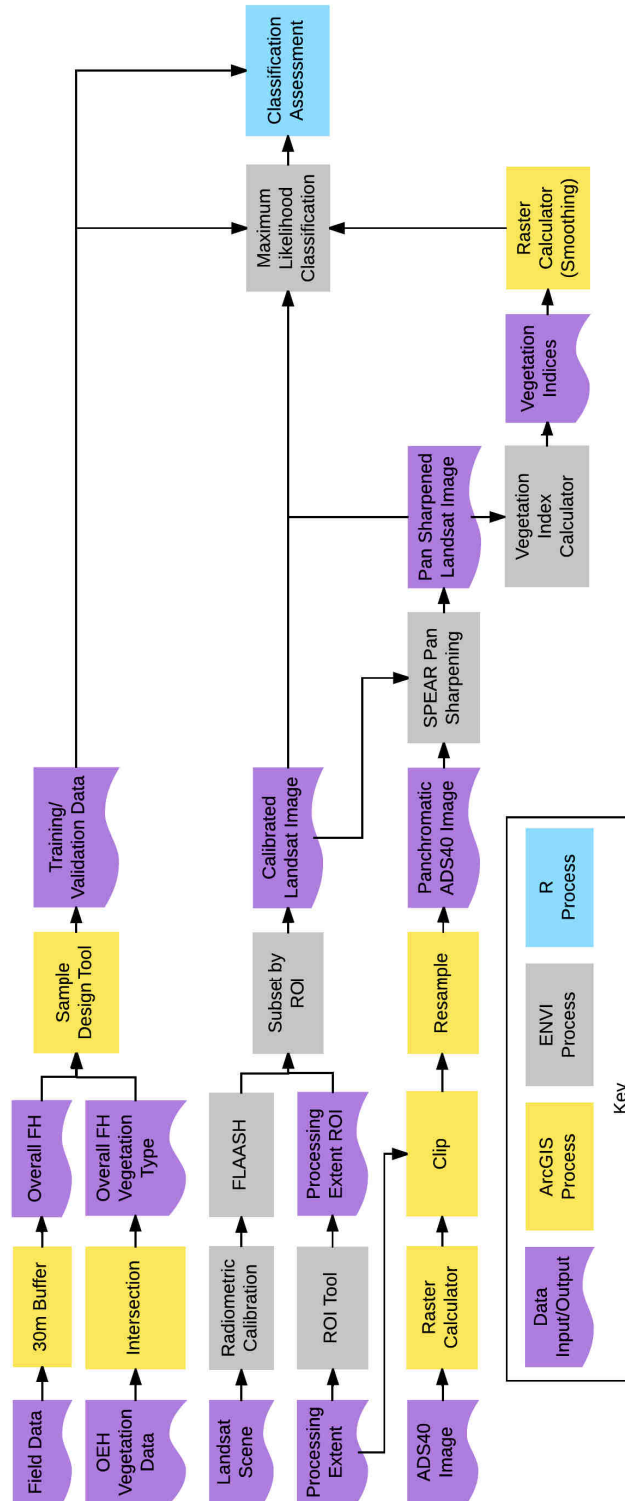 Field Data
30m Buffer
Overall FH
Sample
Design Tool
Training/
Validation Data
OEH
Vegetation
Data
Intersection
Overall FH
Vegetation
Type
Landsat
Scene
Radiometric
Calibration
FLAASH
Subset by
ROI
Calibrated
Landsat Image
Maximum
Likelihood
Classification
Classification
Assessment
Processing
Extent
ROI Tool
Processing
Extent ROI
ADS40
Image
Raster
Calculator
Clip
Resample
Panchromatic
ADS40 Image
SPEAR Pan
Sharpening
Pan Sharpened
Landsat Image
Vegetation
Index
Calculator
Vegetation
Indices
Raster
Calculator
(Smoothing)
Data
Input/Output
ArcGIS
Process
ENVI
Process
R
Process
Key